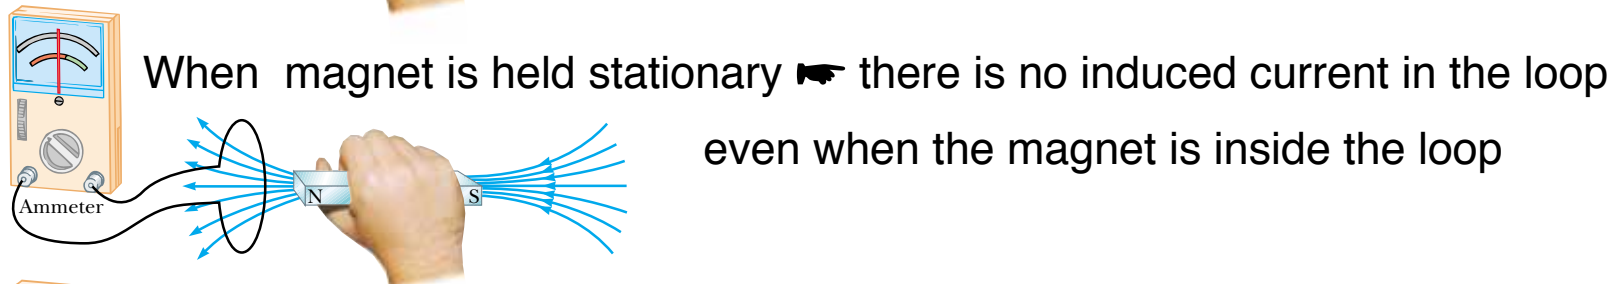 When magnet is held stationary ☛ there is no induced current in the loop
even when the magnet is inside the loop
N
S
Ammeter